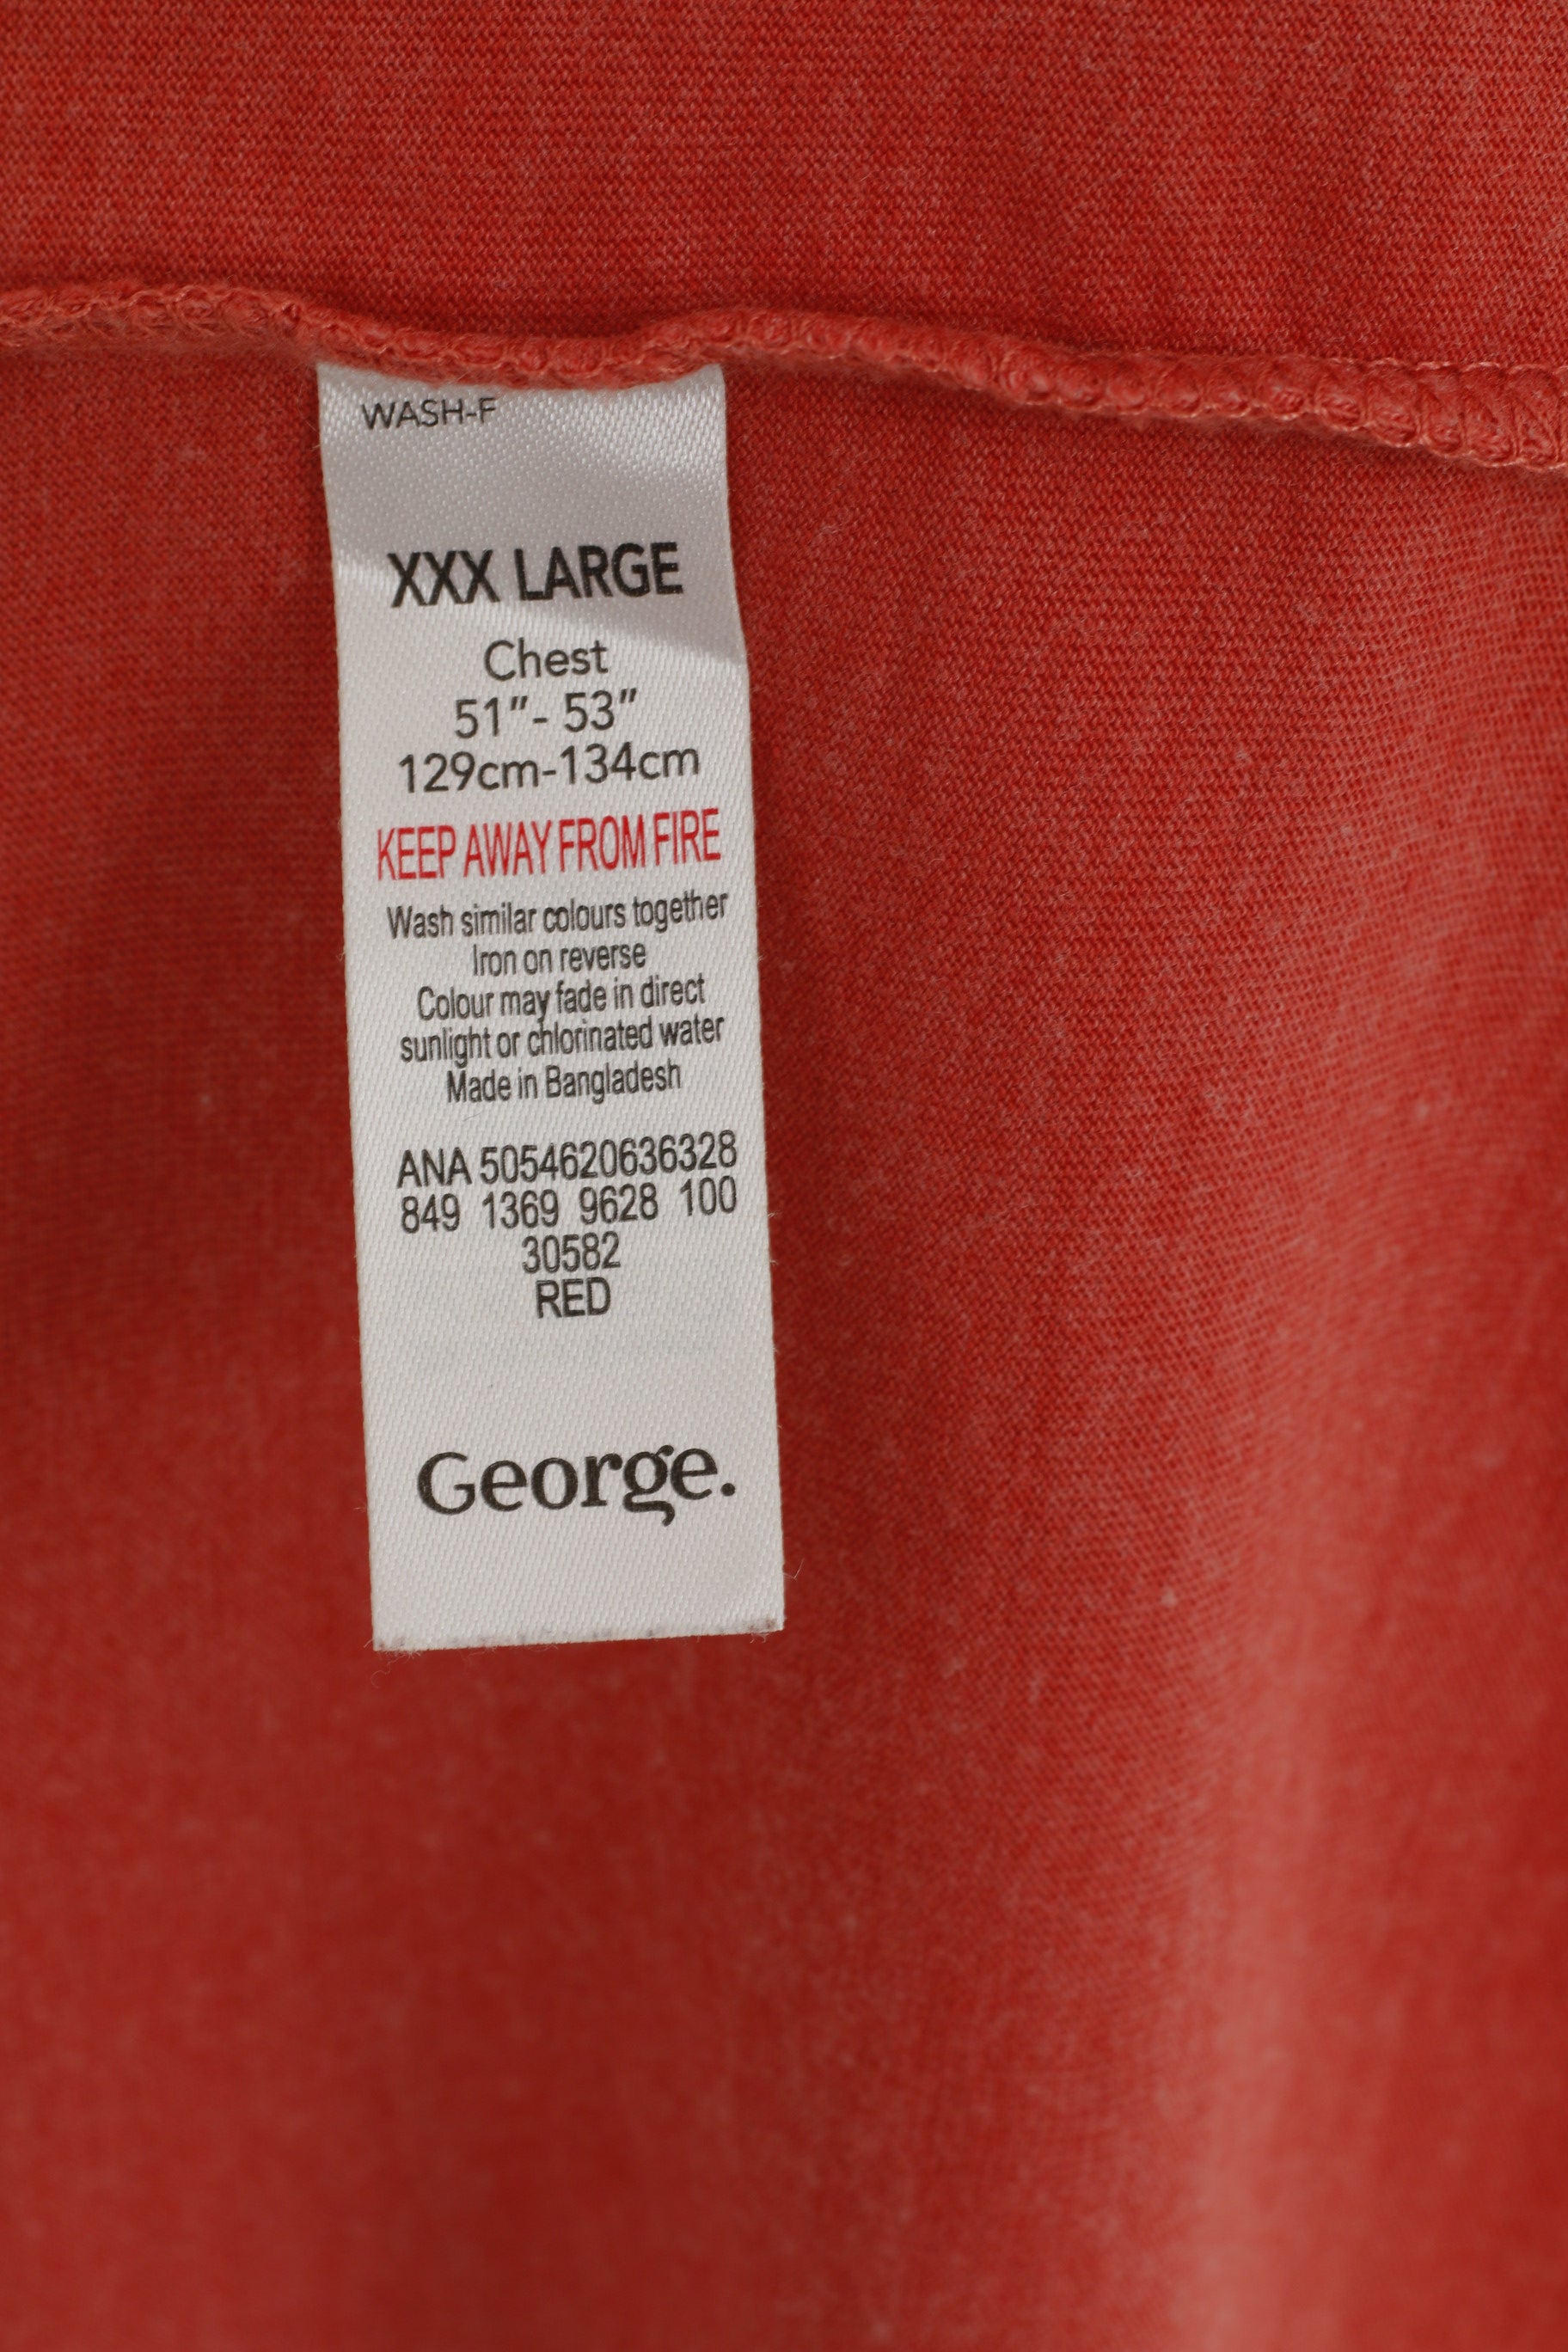 WASH-F
XXX LARGE
Chest
51”- 53”
129cm-134cm
KEEP AWAY FROM FIRE
Wash similar colours together
Iron on reverse
Colour may fade in direct
sunlight or chlorinated water
Made in Bangladesh
ANA 5054620636328
849 1369 9628 100
30582
RED
George.